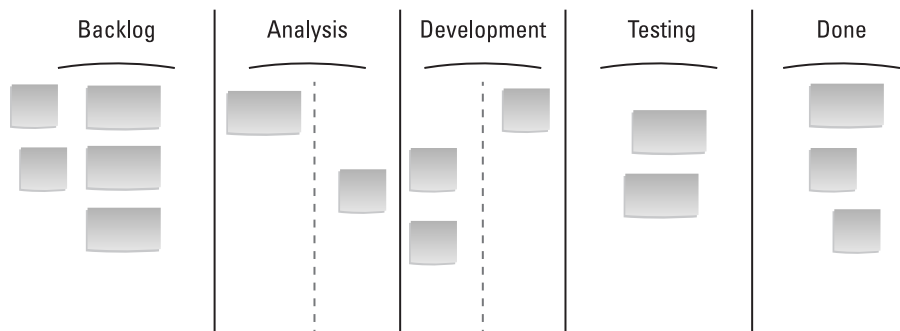 Backlog
Analysis
Development
Testing
Done